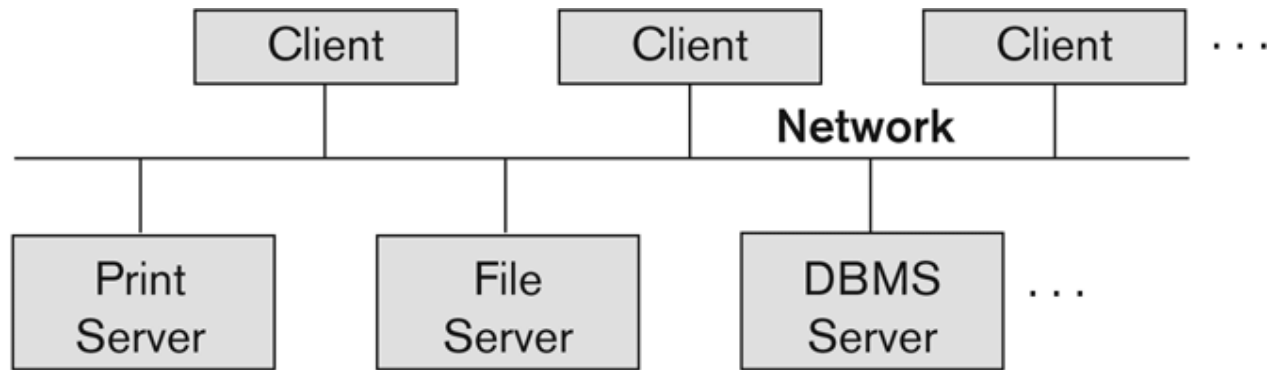 Client Client Client . . .
Network
Print File DBMS . . .
Server Server Server